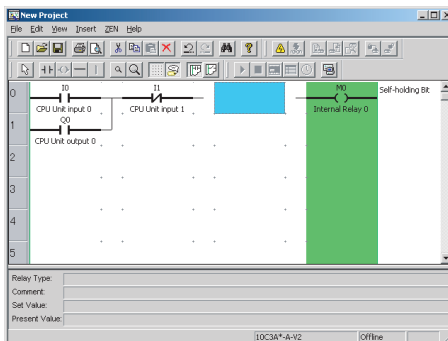 New Project
File Edit View Insert ZEN Help
0 I0 I1 M0 Self-holding Bit
CPU Unit input 0 CPU Unit input 1 Internal Relay 0
1 Q0
CPU Unit output 0
2
3
4
5
Relay Type:
Comment:
Set Value:
Present Value:
10C3A*-A-V2 Offline